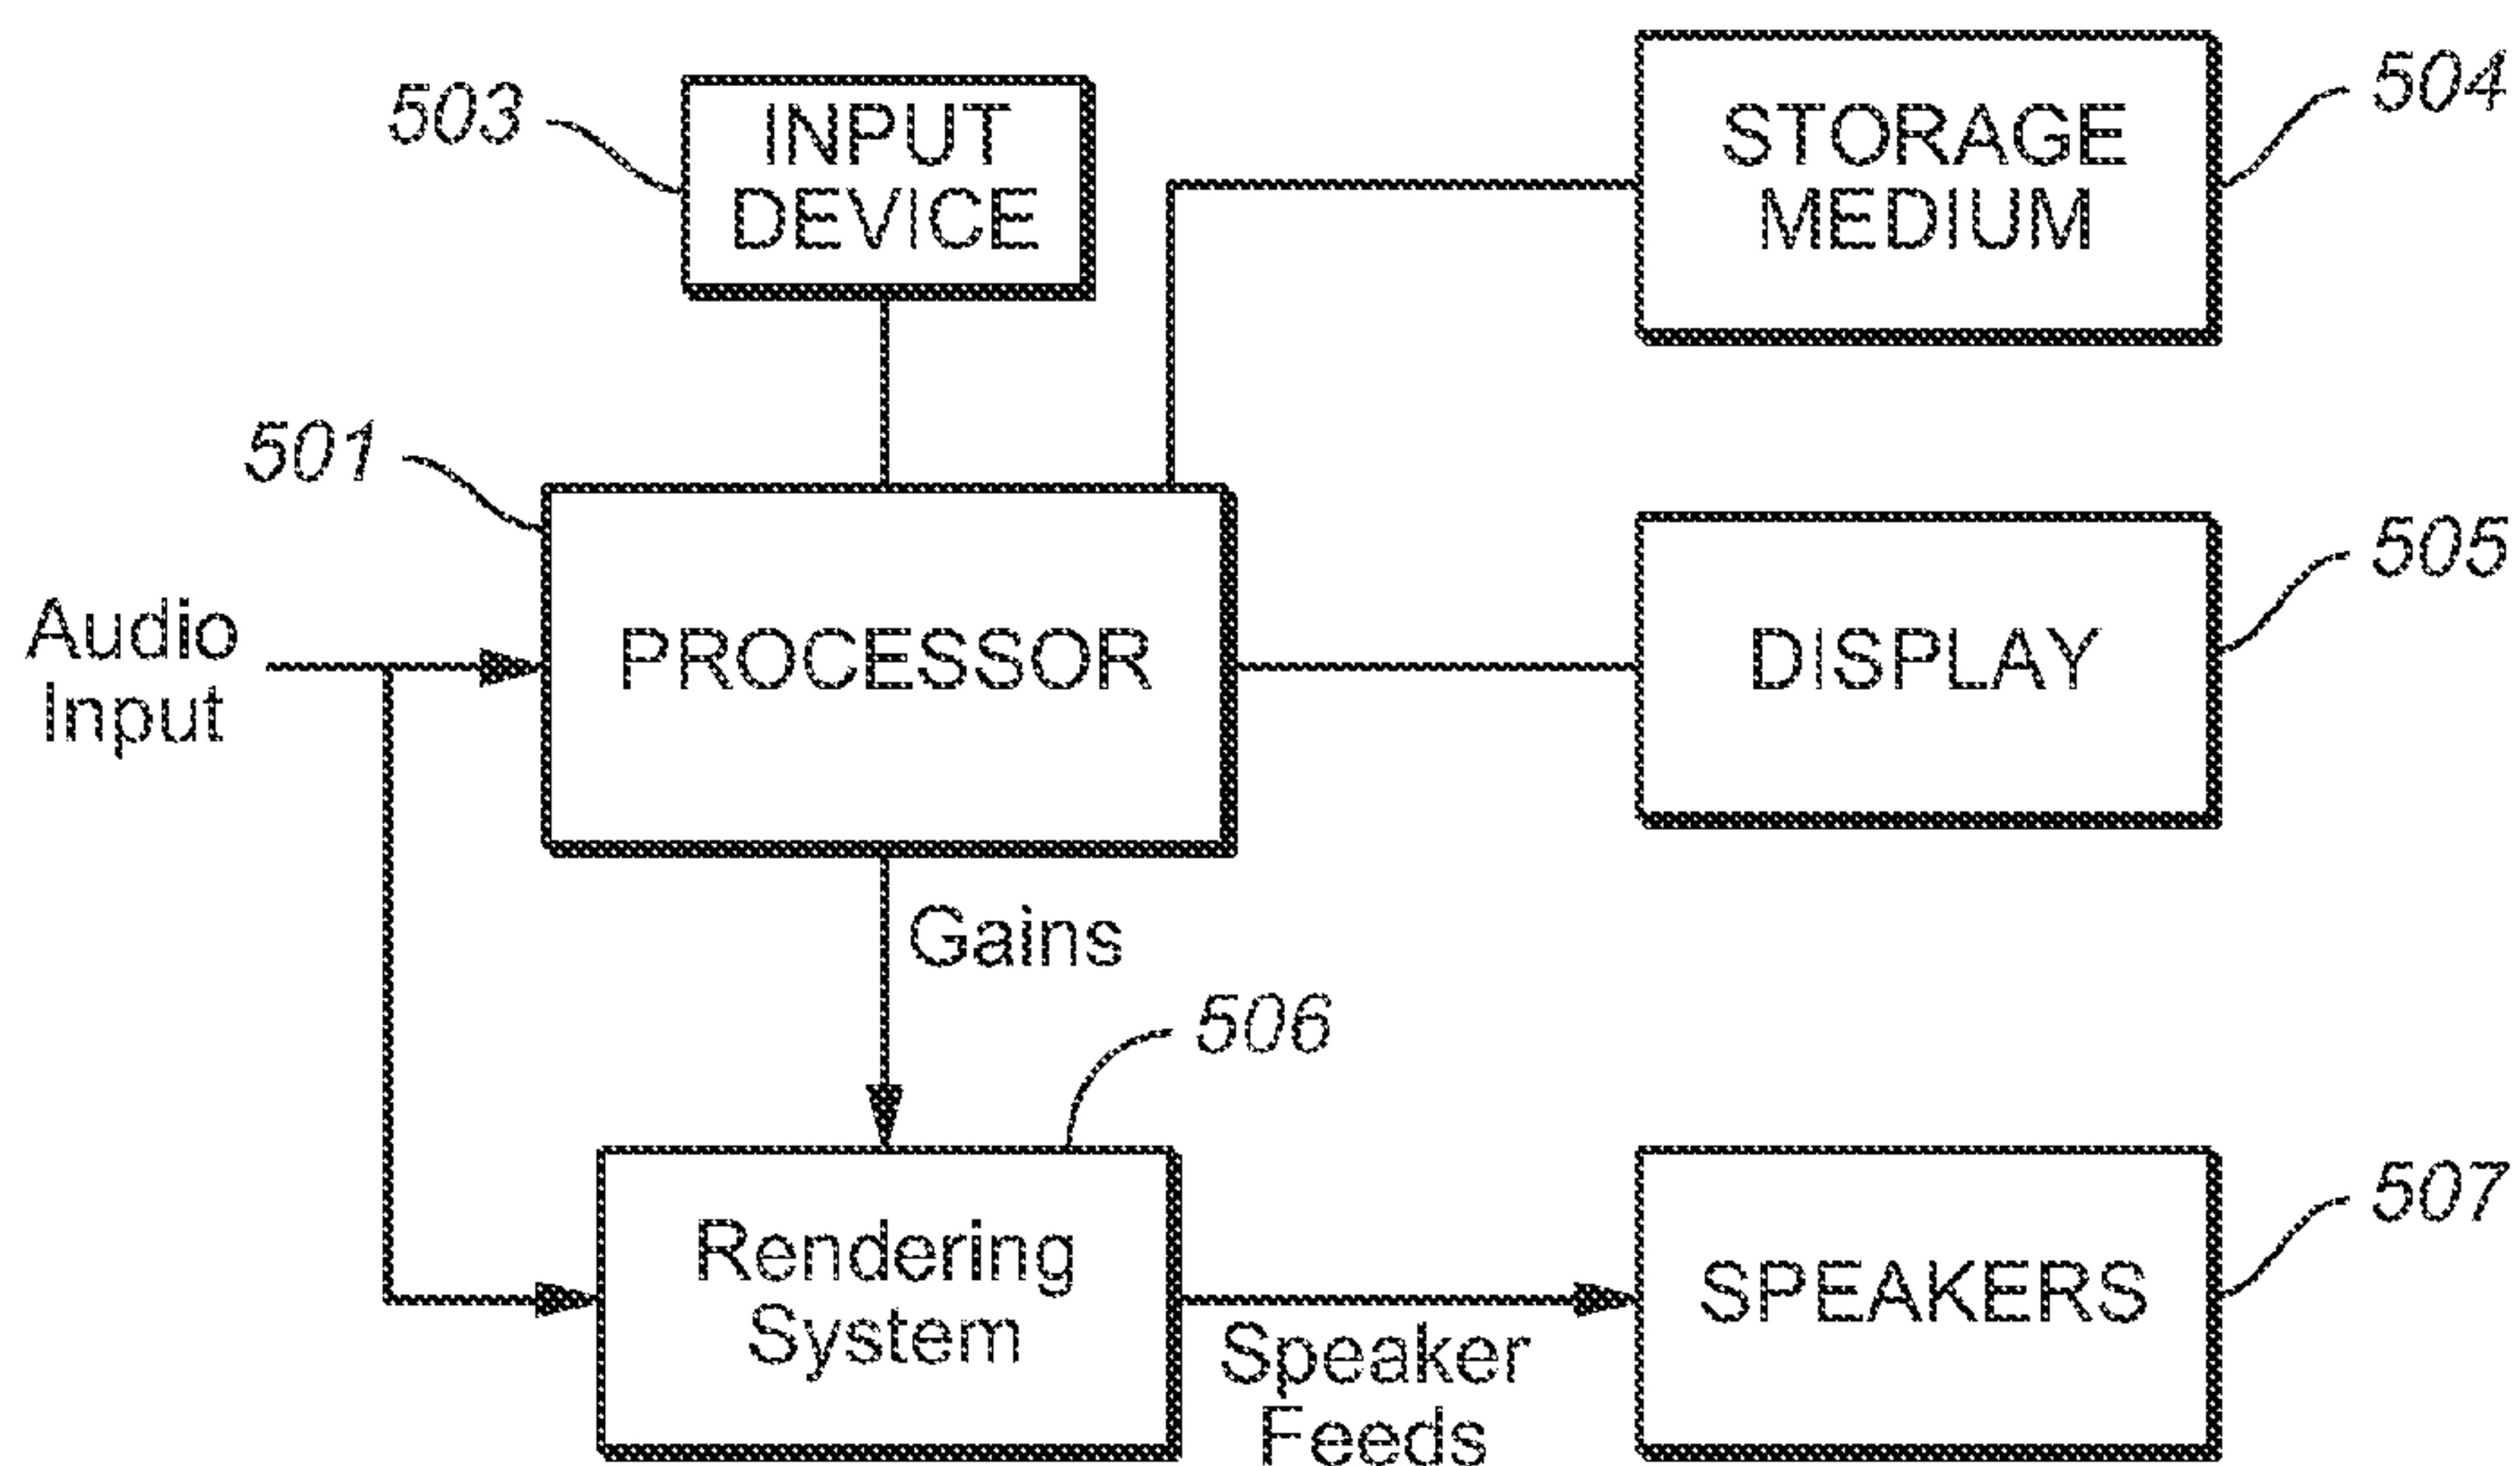 503
INPUT
DEVICE
STORAGE
MEDIUM
504
501
Audio
Input
PROCESSOR
DISPLAY
505
Gains
506
Rendering
System
Speaker
Feeds
SPEAKERS
507